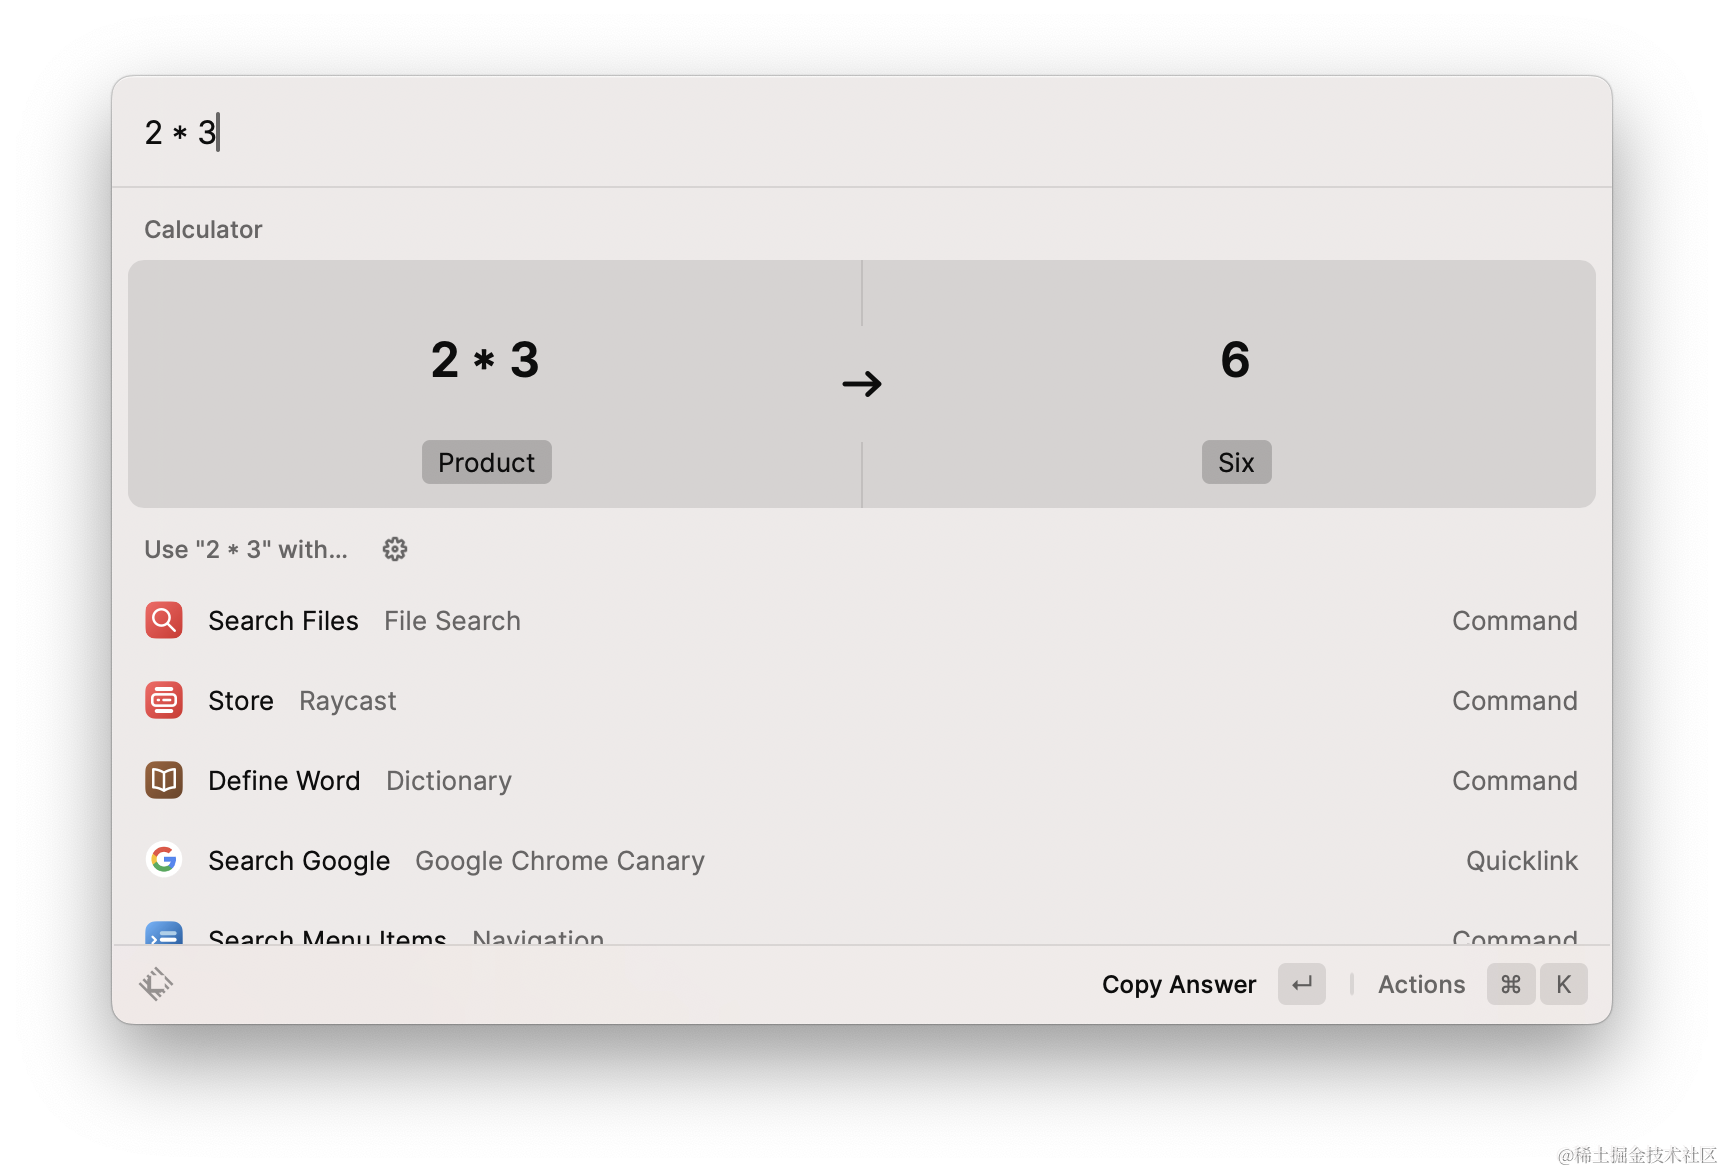 2 * 3
Calculator
2 * 3
6
Product
Six
Use "2 * 3" with...
Search Files File Search Command
Store Raycast Command
Define Word Dictionary Command
Search Google Google Chrome Canary Quicklink
Search Menu Items Navigation Command
Copy Answer Actions ⌘ K
@稀土掘金技术社区